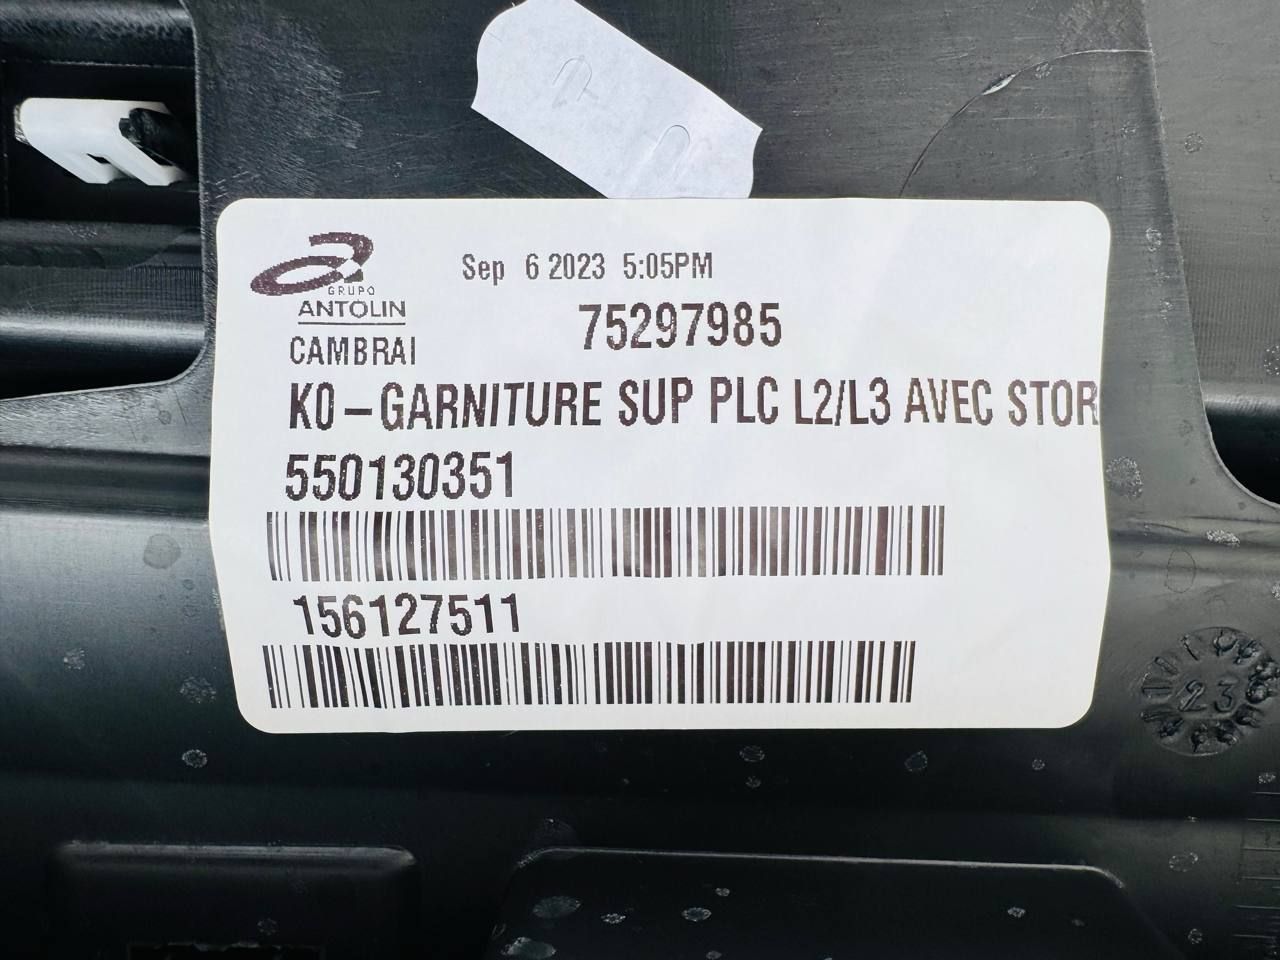 GRUPO
ANTOLIN
CAMBRAI
Sep 6 2023 5:05PM
75297985
K0-GARNITURE SUP PLC L2/L3 AVEC STOR
550130351
156127511
23